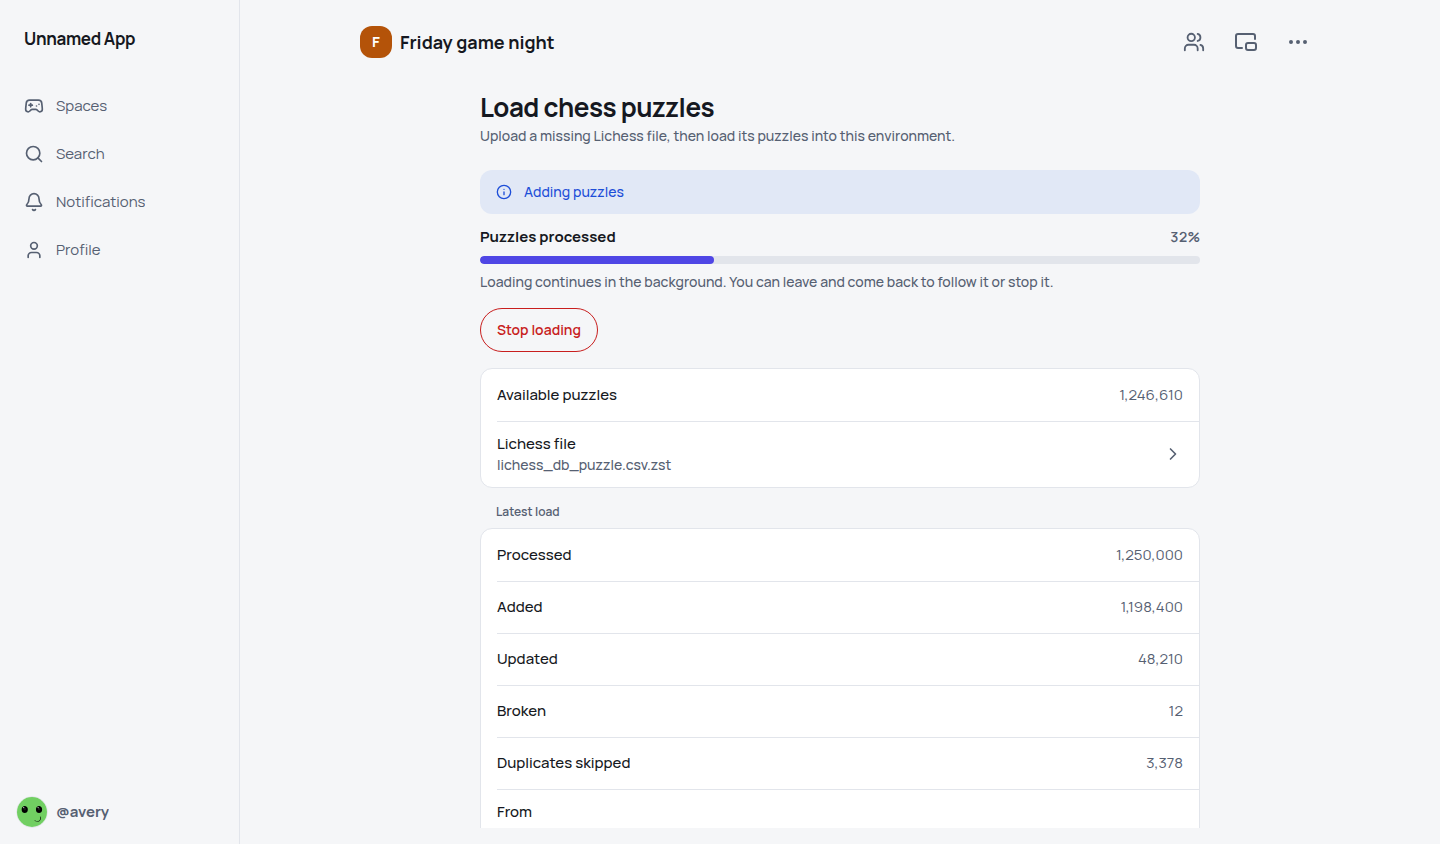 Unnamed App
Spaces
Search
Notifications
Profile
@avery
F
Friday game night
Load chess puzzles
Upload a missing Lichess file, then load its puzzles into this environment.
Adding puzzles
Puzzles processed 32%
Loading continues in the background. You can leave and come back to follow it or stop it.
Stop loading
Available puzzles 1,246,610
Lichess file
lichess_db_puzzle.csv.zst
Latest load
Processed 1,250,000
Added 1,198,400
Updated 48,210
Broken 12
Duplicates skipped 3,378
From